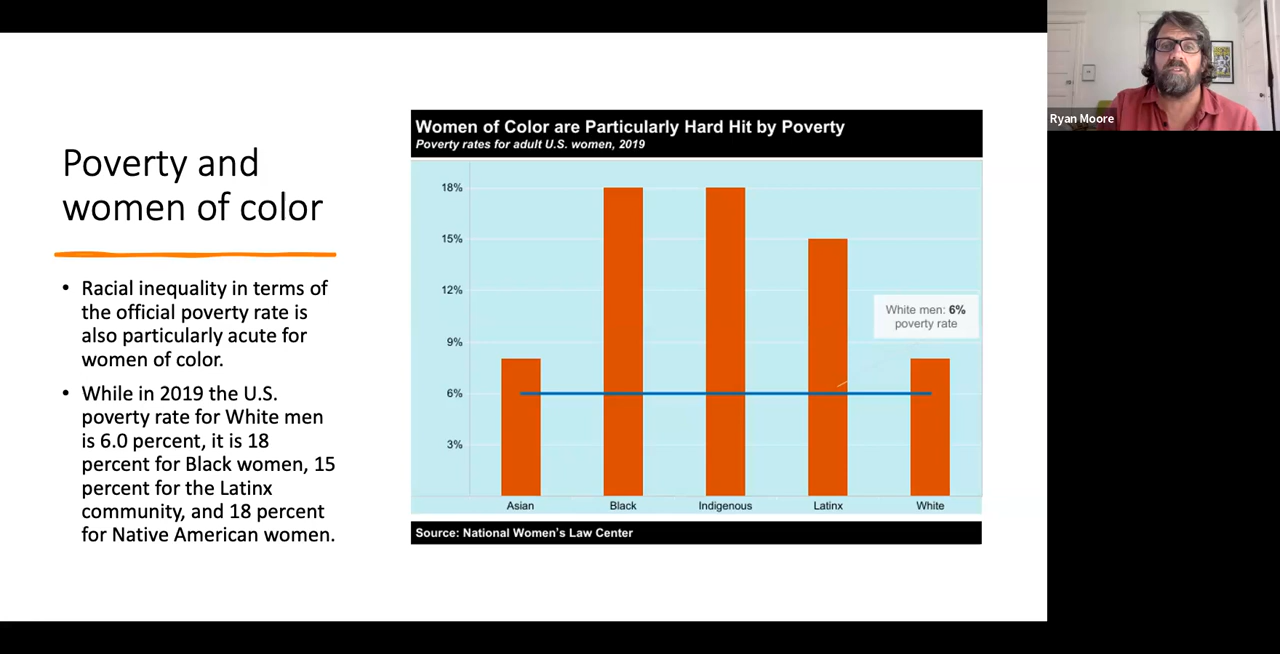 Poverty and
women of color
• Racial inequality in terms of
the official poverty rate is
also particularly acute for
women of color.
• While in 2019 the U.S.
poverty rate for White men
is 6.0 percent, it is 18
percent for Black women, 15
percent for the Latinx
community, and 18 percent
for Native American women.
Women of Color are Particularly Hard Hit by Poverty
Poverty rates for adult U.S. women, 2019
18%
15%
12%
9%
6%
3%
White men: 6%
poverty rate
Asian
Black
Indigenous
Latinx
White
Source: National Women's Law Center
Ryan Moore